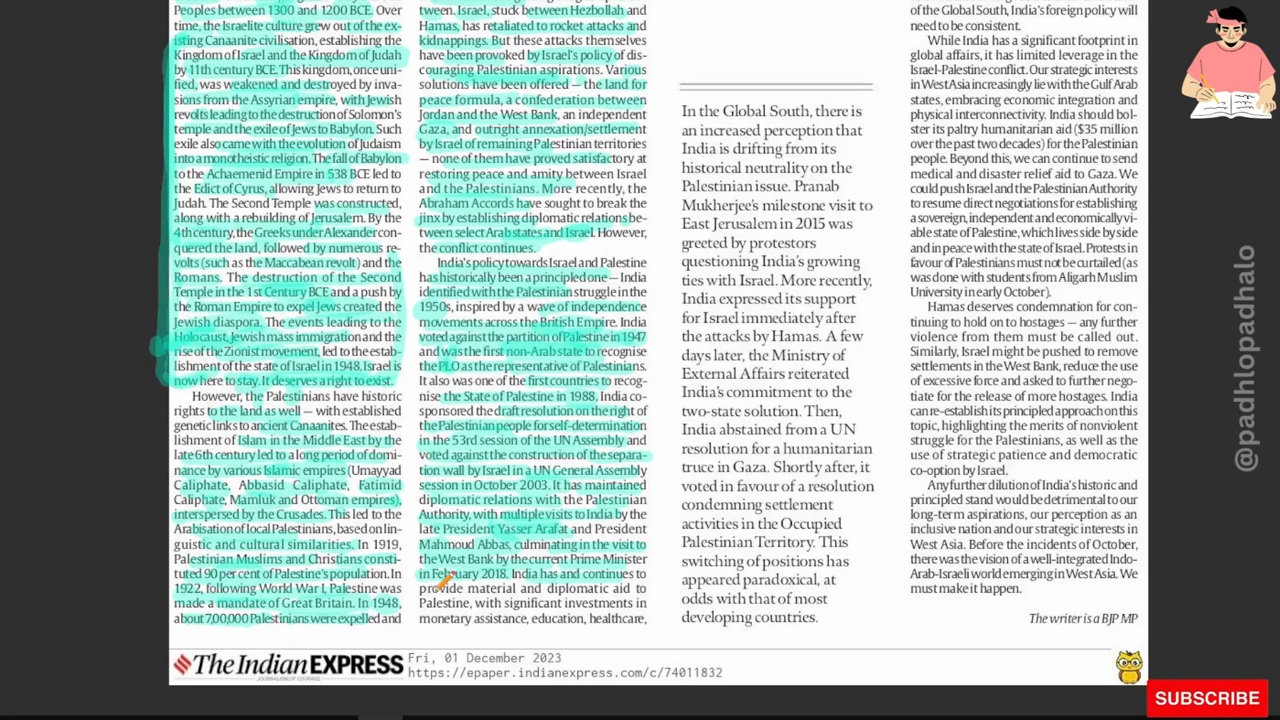 Peoples between 1300 and 1200 BCE. Over
time, the Israelite culture grew out of the ex-
isting Canaanite civilisation, establishing the
Kingdom of Israel and the Kingdom of Judah
by 11th century BCE. This kingdom, once uni-
fied, was weakened and destroyed by inva-
sions from the Assyrian empire, with Jewish
revolts leading to the destruction of Solomon's
temple and the exile of Jews to Babylon. Such
exile also came with the evolution of Judaism
into a monotheistic religion. The fall of Babylon
to the Achaemenid Empire in 538 BCE led to
the Edict of Cyrus, allowing Jews to return to
Judah. The Second Temple was constructed,
along with a rebuilding of Jerusalem. By the
4th century, the Greeks under Alexander con-
quered the land, followed by numerous re-
volts (such as the Maccabean revolt) and the
Romans. The destruction of the Second
Temple in the 1st Century BCE and a push by
the Roman Empire to expel Jews created the
Jewish diaspora. The events leading to the
Holocaust, Jewish mass immigration and the
rise of the Zionist movement, led to the estab-
lishment of the state of Israel in 1948. Israel is
now here to stay. It deserves a right to exist.
However, the Palestinians have historic
rights to the land as well — with established
genetic links to ancient Canaanites. The estab-
lishment of Islam in the Middle East by the
late 6th century led to a long period of domi-
nance by various Islamic empires (Umayyad
Caliphate, Abbasid Caliphate, Fatimid
Caliphate, Mamluk and Ottoman empires),
interspersed by the Crusades. This led to the
Arabisation of local Palestinians, based on lin-
guistic and cultural similarities. In 1919,
Palestinian Muslims and Christians consti-
tuted 90 per cent of Palestine's population. In
1922, following World War I, Palestine was
made a mandate of Great Britain. In 1948,
about 7,00,000 Palestinians were expelled and
tween. Israel, stuck between Hezbollah and
Hamas, has retaliated to rocket attacks and
kidnappings. But these attacks themselves
have been provoked by Israel's policy of dis-
couraging Palestinian aspirations. Various
solutions have been offered — the land for
peace formula, a confederation between
Jordan and the West Bank, an independent
Gaza, and outright annexation/settlement
by Israel of remaining Palestinian territories
— none of them have proved satisfactory at
restoring peace and amity between Israel
and the Palestinians. More recently, the
Abraham Accords have sought to break the
jinx by establishing diplomatic relations be-
tween select Arab states and Israel. However,
the conflict continues.
India's policy towards Israel and Palestine
has historically been a principled one — India
identified with the Palestinian struggle in the
1950s, inspired by a wave of independence
movements across the British Empire. India
voted against the partition of Palestine in 1947
and was the first non-Arab state to recognise
the PLO as the representative of Palestinians.
It also was one of the first countries to recog-
nise the State of Palestine in 1988. India co-
sponsored the draft resolution on the right of
the Palestinian people for self-determination
in the 53rd session of the UN Assembly and
voted against the construction of the separa-
tion wall by Israel in a UN General Assembly
session in October 2003. It has maintained
diplomatic relations with the Palestinian
Authority, with multiple visits to India by the
late President Yasser Arafat and President
Mahmoud Abbas, culminating in the visit to
the West Bank by the current Prime Minister
in February 2018. India has and continues to
provide material and diplomatic aid to
Palestine, with significant investments in
monetary assistance, education, healthcare,
In the Global South, there is
an increased perception that
India is drifting from its
historical neutrality on the
Palestinian issue. Pranab
Mukherjee's milestone visit to
East Jerusalem in 2015 was
greeted by protestors
questioning India's growing
ties with Israel. More recently,
India expressed its support
for Israel immediately after
the attacks by Hamas. A few
days later, the Ministry of
External Affairs reiterated
India's commitment to the
two-state solution. Then,
India abstained from a UN
resolution for a humanitarian
truce in Gaza. Shortly after, it
voted in favour of a resolution
condemning settlement
activities in the Occupied
Palestinian Territory. This
switching of positions has
appeared paradoxical, at
odds with that of most
developing countries.
of the Global South, India's foreign policy will
need to be consistent.
While India has a significant footprint in
global affairs, it has limited leverage in the
Israel-Palestine conflict. Our strategic interests
in West Asia increasingly lie with the Gulf Arab
states, embracing economic integration and
physical interconnectivity. India should bol-
ster its paltry humanitarian aid ($35 million
over the past two decades) for the Palestinian
people. Beyond this, we can continue to send
medical and disaster relief aid to Gaza. We
could push Israel and the Palestinian Authority
to resume direct negotiations for establishing
a sovereign, independent and economically vi-
able state of Palestine, which lives side by side
and in peace with the state of Israel. Protests in
favour of Palestinians must not be curtailed (as
was done with students from Aligarh Muslim
University in early October).
Hamas deserves condemnation for con-
tinuing to hold on to hostages — any further
violence from them must be called out.
Similarly, Israel might be pushed to remove
settlements in the West Bank, reduce the use
of excessive force and asked to further nego-
tiate for the release of more hostages. India
can re-establish its principled approach on this
topic, highlighting the merits of nonviolent
struggle for the Palestinians, as well as the
use of strategic patience and democratic
co-option by Israel.
Any further dilution of India's historic and
principled stand would be detrimental to our
long-term aspirations, our perception as an
inclusive nation and our strategic interests in
West Asia. Before the incidents of October,
there was the vision of a well-integrated Indo-
Arab-Israeli world emerging in West Asia. We
must make it happen.
The writer is a BJP MP
The Indian EXPRESS
JOURNALISM OF COURAGE
Fri, 01 December 2023
https://epaper.indianexpress.com/c/74011832
@padhlopadhalo
SUBSCRIBE